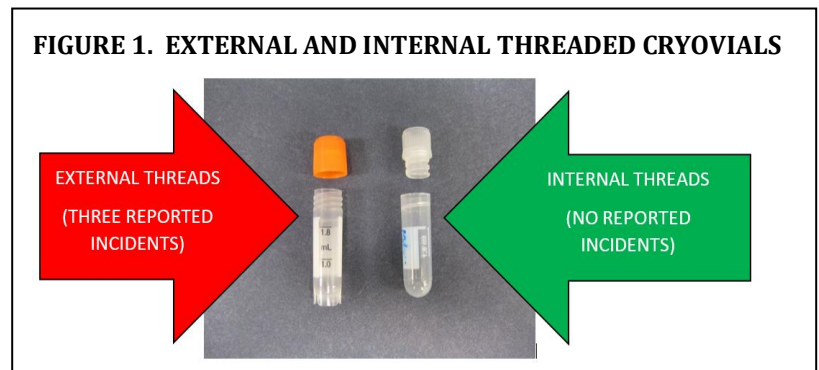 FIGURE 1. EXTERNAL AND INTERNAL THREADED CRYOVIALS
EXTERNAL THREADS
(THREE REPORTED
INCIDENTS)
INTERNAL THREADS
(NO REPORTED
INCIDENTS)
1.8
mL
1.0